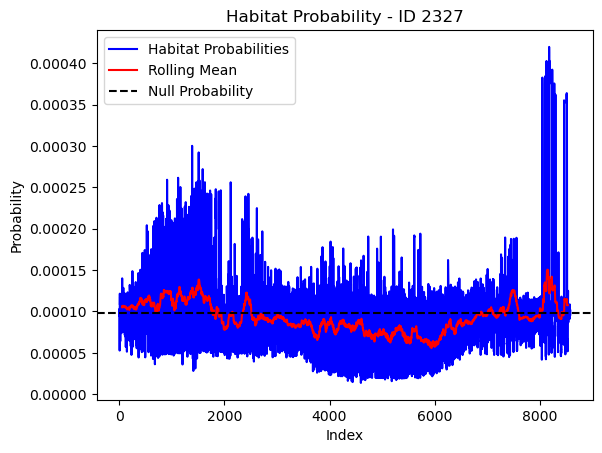 Habitat Probability - ID 2327
Habitat Probabilities
Rolling Mean
Null Probability
Probability
0.00040
0.00035
0.00030
0.00025
0.00020
0.00015
0.00010
0.00005
0.00000
0
2000
4000
6000
8000
Index